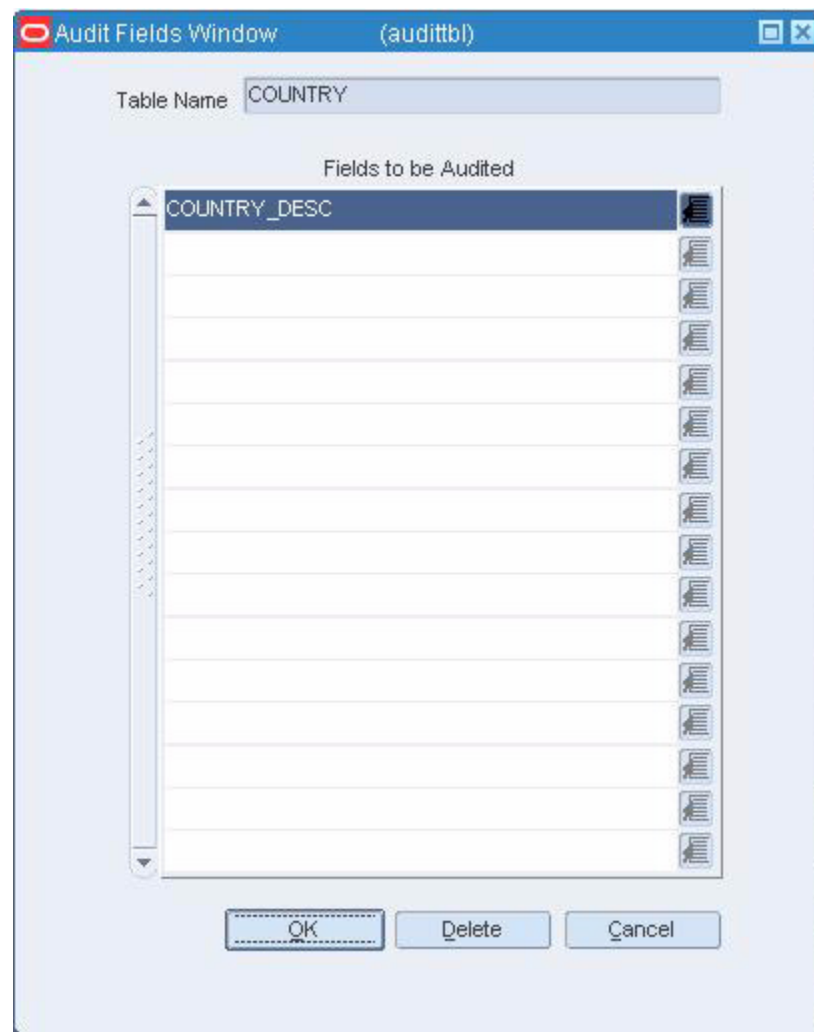 Audit Fields Window (audittbl)
Table Name COUNTRY
Fields to be Audited
COUNTRY_DESC
OK Delete Cancel